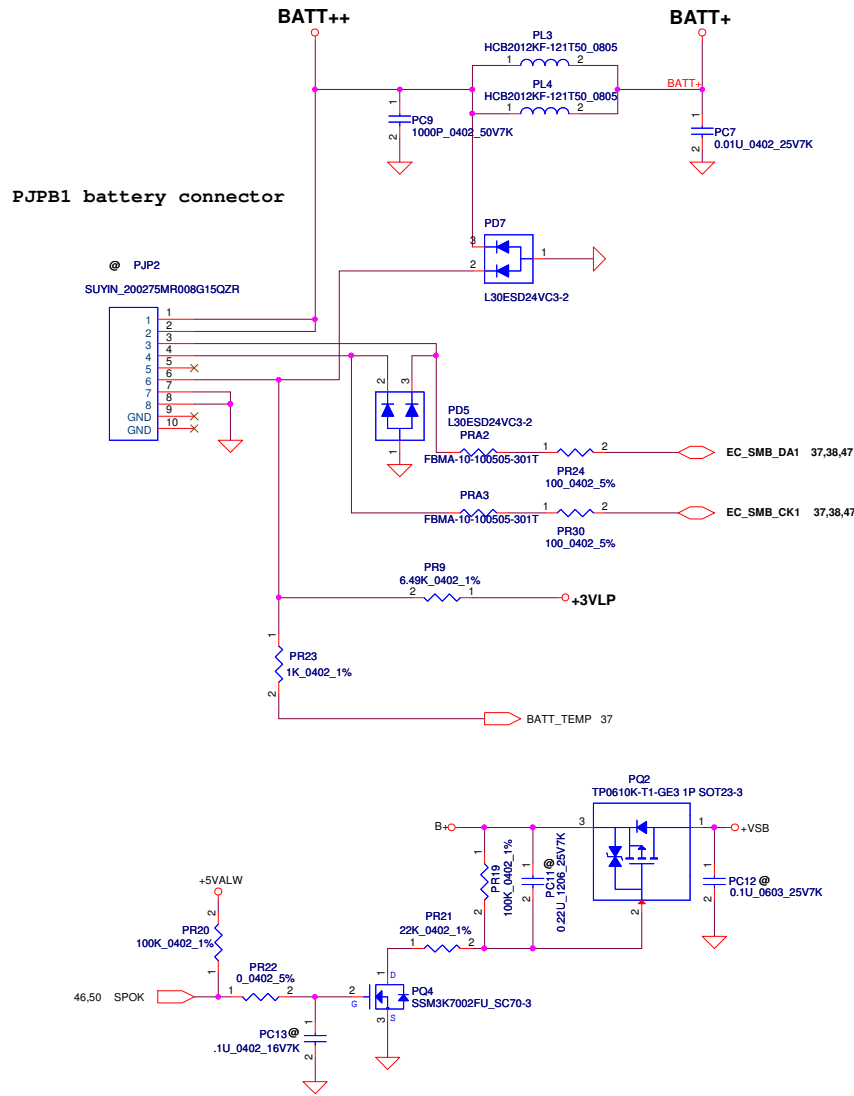 BATT++
BATT+
PL3
HCB2012KF-121T50_0805
1 2
PL4
HCB2012KF-121T50_0805
1 2
BATT+
1
PC9
1000P_0402_50V7K
2
1
PC7
0.01U_0402_25V7K
2
PJPB1 battery connector
PD7
3
2
1
L30ESD24VC3-2
@ PJP2
SUYIN_200275MR008G15QZR
1 1
2 2
3 3
4 4
5 5
6 6
7 7
8 8
GND 9
GND 10
2 3
PD5
L30ESD24VC3-2
1
PRA2
FBMA-10-100505-301T
1 2
PR24
100_0402_5%
EC_SMB_DA1 37,38,47
PRA3
FBMA-10-100505-301T
1 2
PR30
100_0402_5%
EC_SMB_CK1 37,38,47
PR9
6.49K_0402_1%
2 1
+3VLP
1
PR23
1K_0402_1%
2
BATT_TEMP 37
PQ2
TP0610K-T1-GE3 1P SOT23-3
B+
3
1
+VSB
2
1
PR19
100K_0402_1%
2
1
PC11@
0.22U_1206_25V7K
2
1
PC12@
0.1U_0603_25V7K
2
+5VALW
2
PR20
100K_0402_1%
1
PR21
22K_0402_1%
1 2
PR22
0_0402_5%
46,50 SPOK
1 2
2
G
1
D
PQ4
SSM3K7002FU_SC70-3
3
S
1
PC13@
.1U_0402_16V7K
2